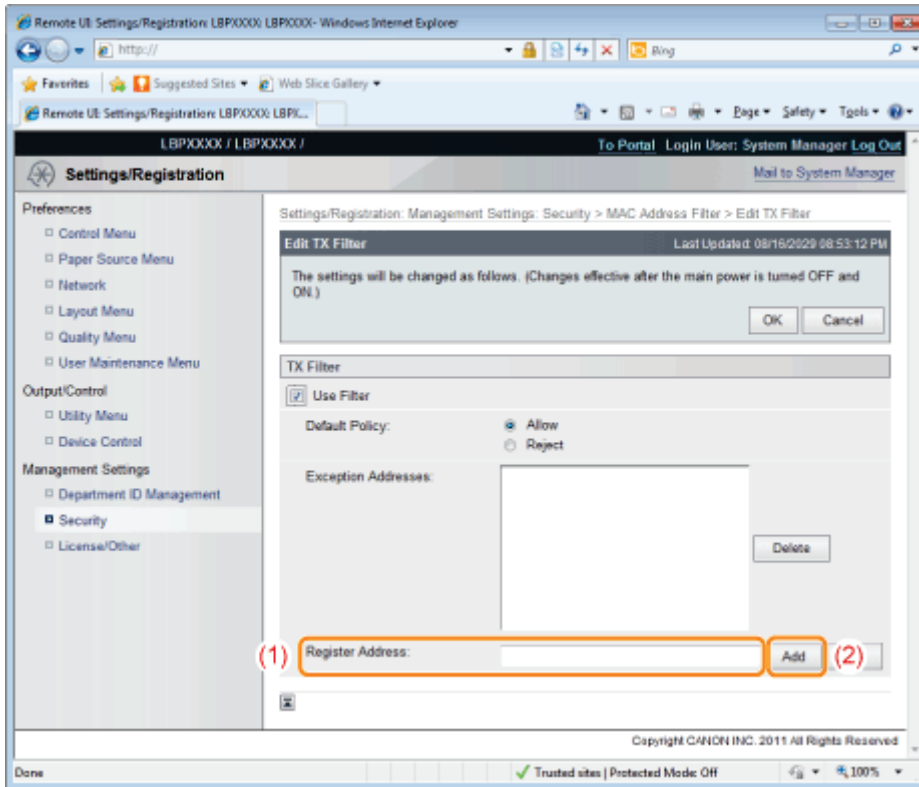 Remote UI: Settings/Registration: LBPXXXX: LBPXXXX- Windows Internet Explorer
http://
Bing
Favorites
Suggested Sites
Web Slice Gallery
Remote UI: Settings/Registration: LBPXXXX: LBPX...
Page
Safety
Tools
LBPXXXX / LBPXXXX /
To Portal Login User: System Manager Log Out
Settings/Registration
Mail to System Manager
Preferences
Control Menu
Paper Source Menu
Network
Layout Menu
Quality Menu
User Maintenance Menu
Output/Control
Utility Menu
Device Control
Management Settings
Department ID Management
Security
License/Other
Settings/Registration: Management Settings: Security > MAC Address Filter > Edit TX Filter
Edit TX Filter
Last Updated: 08/16/2029 08:53:12 PM
The settings will be changed as follows. (Changes effective after the main power is turned OFF and
ON.)
OK
Cancel
TX Filter
Use Filter
Default Policy:
Allow
Reject
Exception Addresses:
Delete
(1)
Register Address:
Add
(2)
Copyright CANON INC. 2011 All Rights Reserved
Done
Trusted sites | Protected Mode: Off
100%